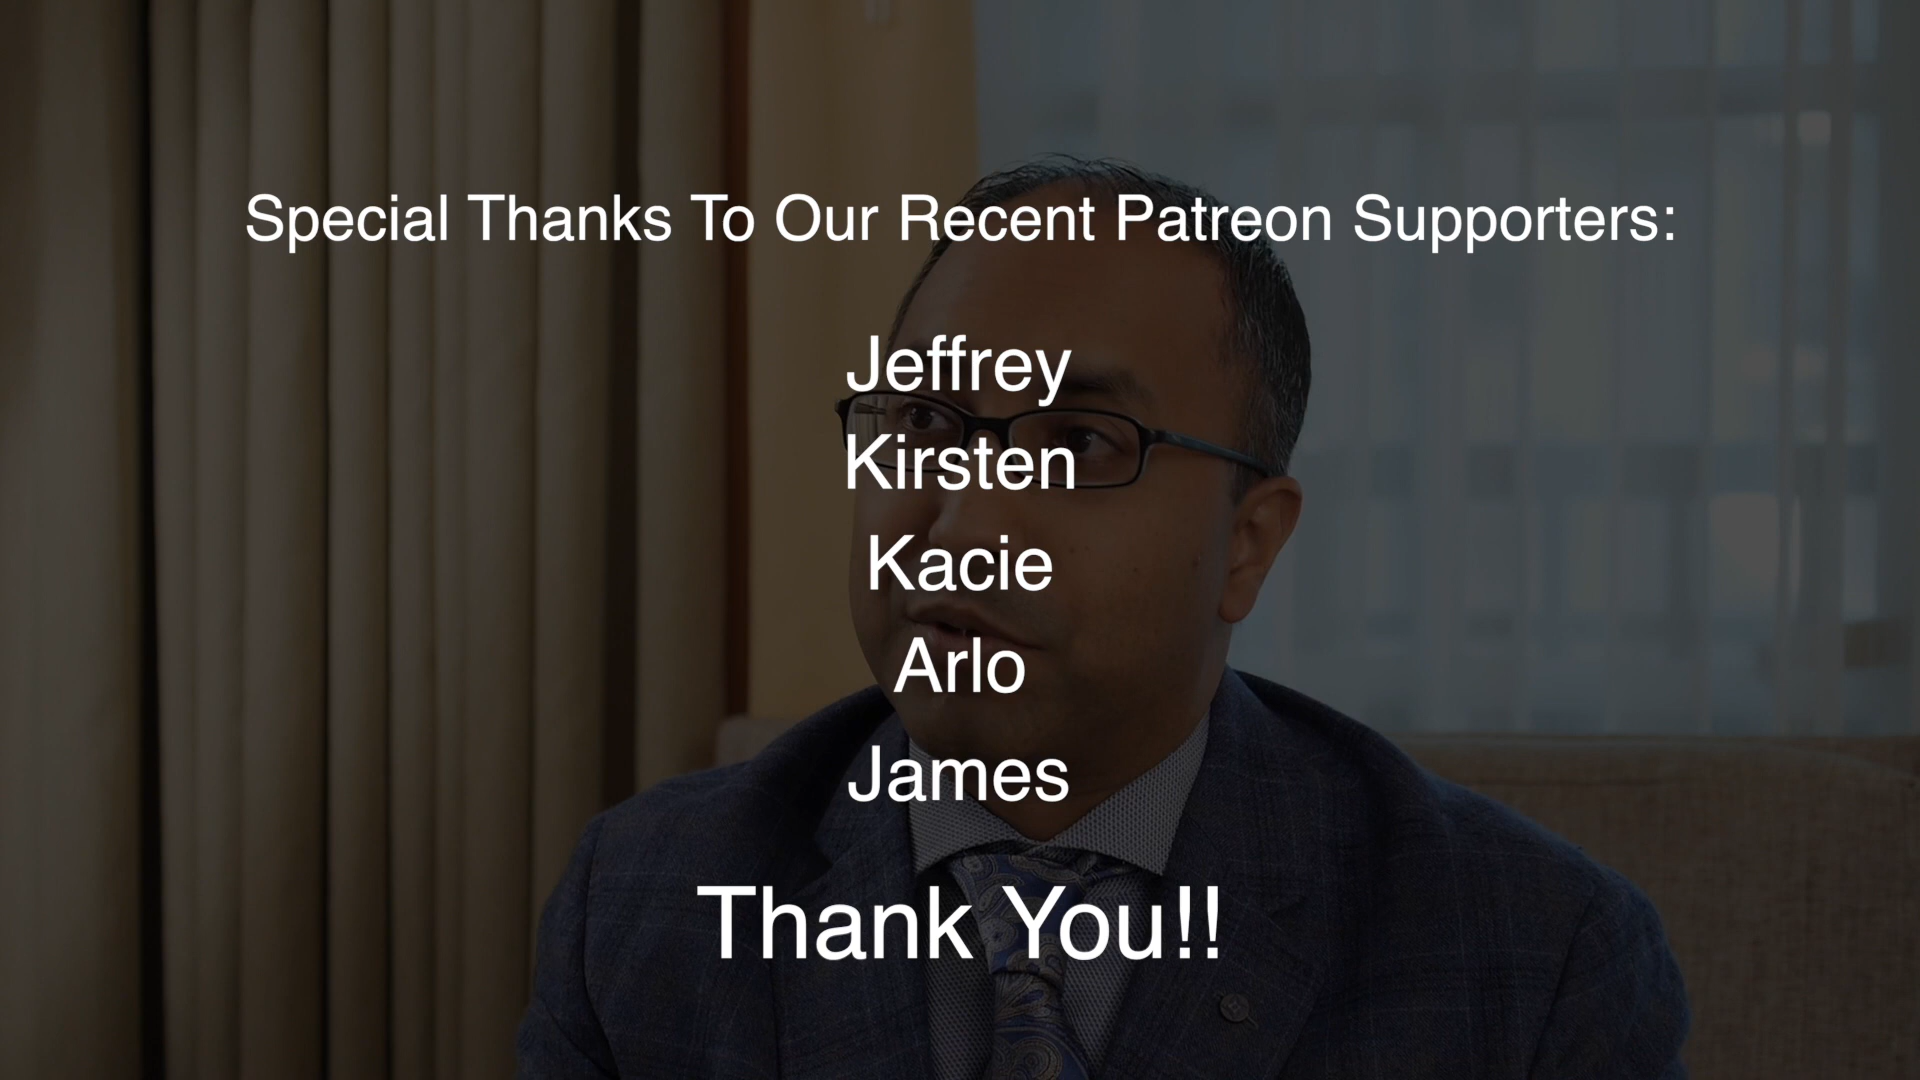 Special Thanks To Our Recent Patreon Supporters:
Jeffrey
Kirsten
Kacie
Arlo
James
Thank You!!